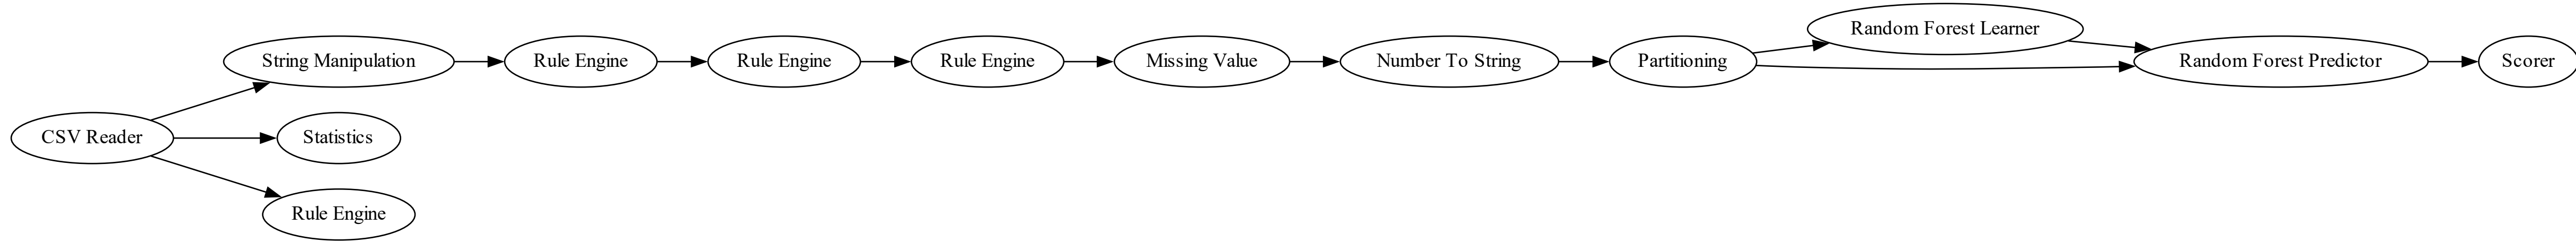 CSV Reader
String Manipulation
Statistics
Rule Engine
Rule Engine
Rule Engine
Rule Engine
Missing Value
Number To String
Partitioning
Random Forest Learner
Random Forest Predictor
Scorer